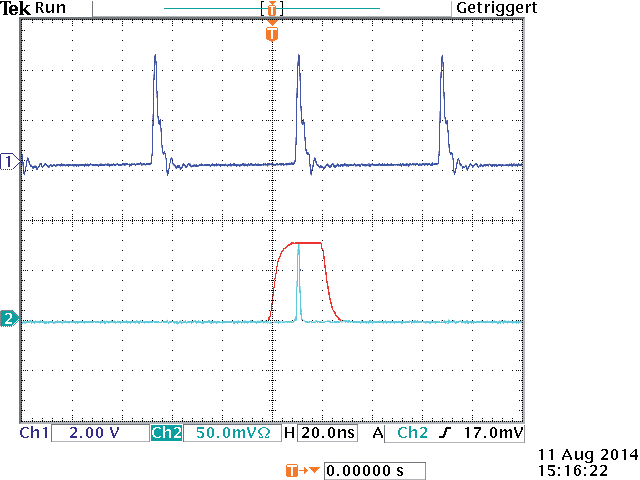 Tek Run [T] Getriggert
T
1
2
Ch1 2.00 V Ch2 50.0mVΩ H 20.0ns A Ch2 ʃ 17.0mV
T→▼ 0.00000 s
11 Aug 2014
15:16:22